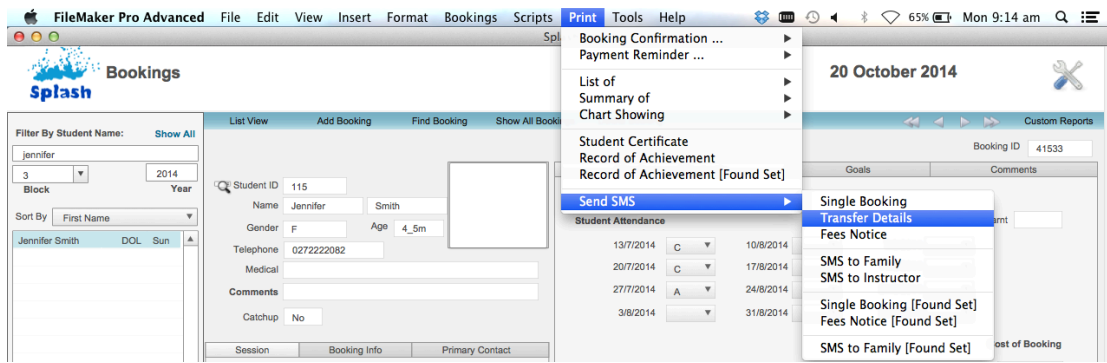 FileMaker Pro Advanced File Edit View Insert Format Bookings Scripts Print Tools Help 65% Mon 9:14 am
Bookings
Splash
20 October 2014
Booking Confirmation ...
Payment Reminder ...
List of
Summary of
Chart Showing
Student Certificate
Record of Achievement
Record of Achievement [Found Set]
Send SMS
Single Booking
Transfer Details
Fees Notice
SMS to Family
SMS to Instructor
Single Booking [Found Set]
Fees Notice [Found Set]
SMS to Family [Found Set]
List View Add Booking Find Booking Show All Custom Reports
Filter By Student Name: Show All
jennifer
3 2014
Block Year
Sort By First Name
Jennifer Smith DOL Sun
Booking ID 41533
Goals Comments
Student ID 115
Name Jennifer Smith
Gender F Age 4_5m
Telephone 0272222082
Medical
Comments
Catchup No
Session Booking Info Primary Contact
Student Attendance
13/7/2014 C 10/8/2014
20/7/2014 C 17/8/2014
27/7/2014 A 24/8/2014
3/8/2014 31/8/2014
ost of Booking